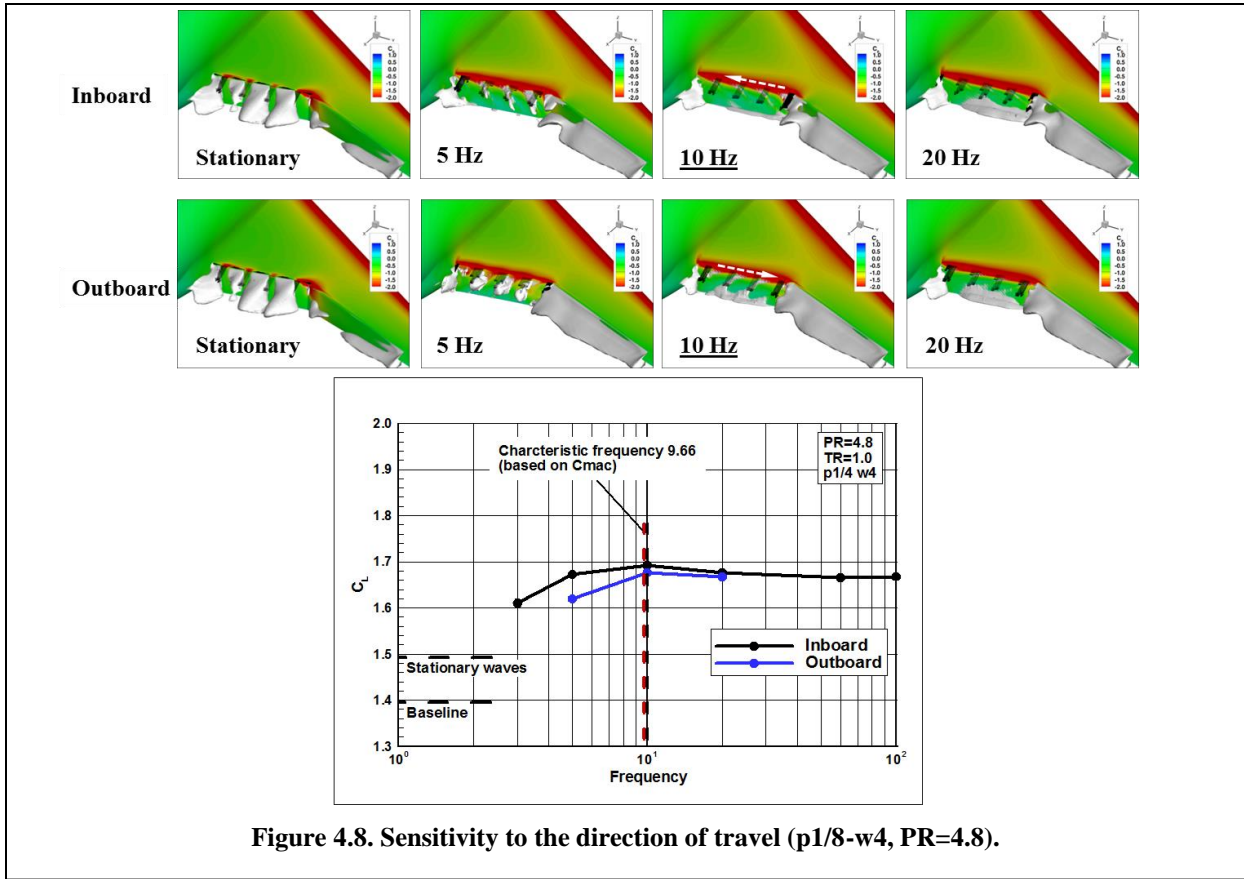 Inboard
Stationary
5 Hz
10 Hz
20 Hz
Outboard
Stationary
5 Hz
10 Hz
20 Hz
2.0
1.9
1.8
1.7
1.6
1.5
1.4
1.3
C_L
Charcteristic frequency 9.66
(based on Cmac)
PR=4.8
TR=1.0
p1/4 w4
Inboard
Outboard
Stationary waves
Baseline
10^0
10^1
10^2
Frequency
Figure 4.8. Sensitivity to the direction of travel (p1/8-w4, PR=4.8).